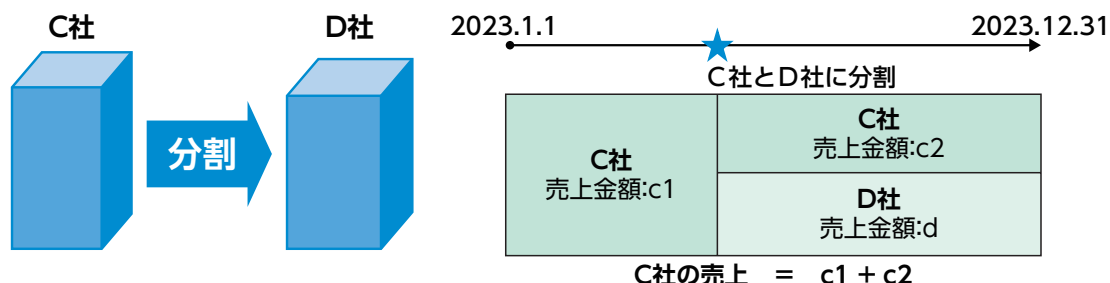 C社
D社
分割
2023.1.1
2023.12.31
C社とD社に分割
C社
売上金額:c1
C社
売上金額:c2
D社
売上金額:d
C社の売上 = c1 + c2